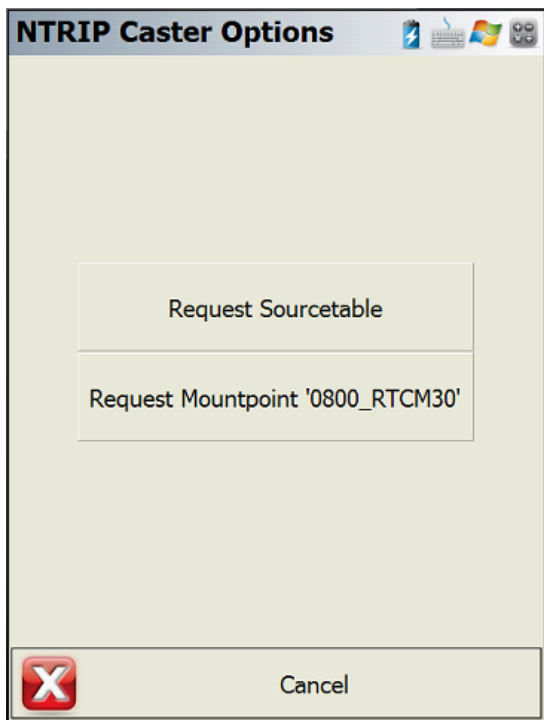 NTRIP Caster Options
Request Sourcetable
Request Mountpoint '0800_RTCM30'
Cancel